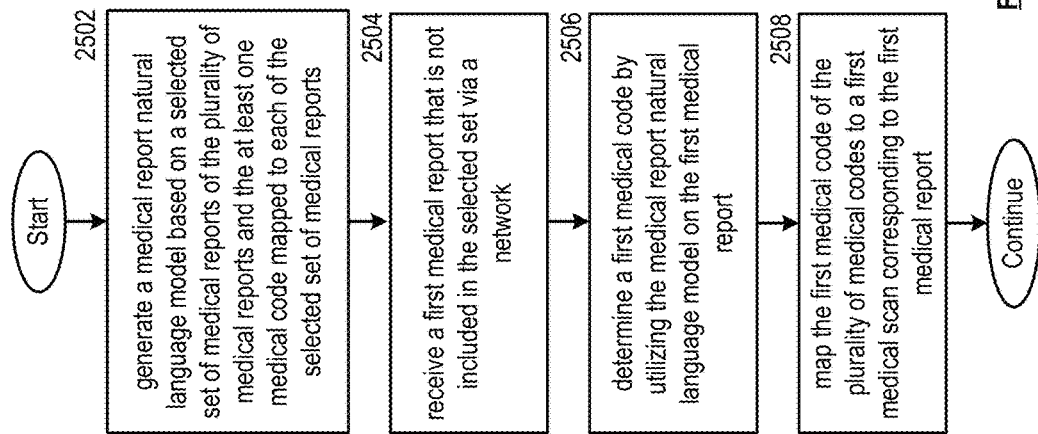 Start
2502
generate a medical report natural
language model based on a selected
set of medical reports of the plurality of
medical reports and the at least one
medical code mapped to each of the
selected set of medical reports
2504
receive a first medical report that is not
included in the selected set via a
network
2506
determine a first medical code by
utilizing the medical report natural
language model on the first medical
report
2508
map the first medical code of the
plurality of medical codes to a first
medical scan corresponding to the first
medical report
Continue